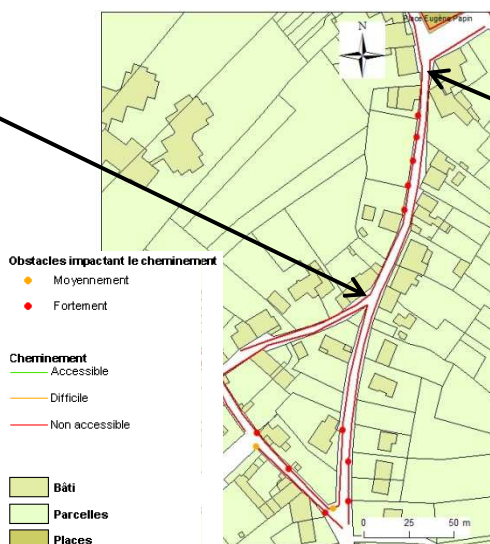 Place Eugène Papin
N
Obstacles impactant le cheminement
Moyennement
Fortement
Cheminement
Accessible
Difficile
Non accessible
Bâti
Parcelles
Places
0 25 50 m